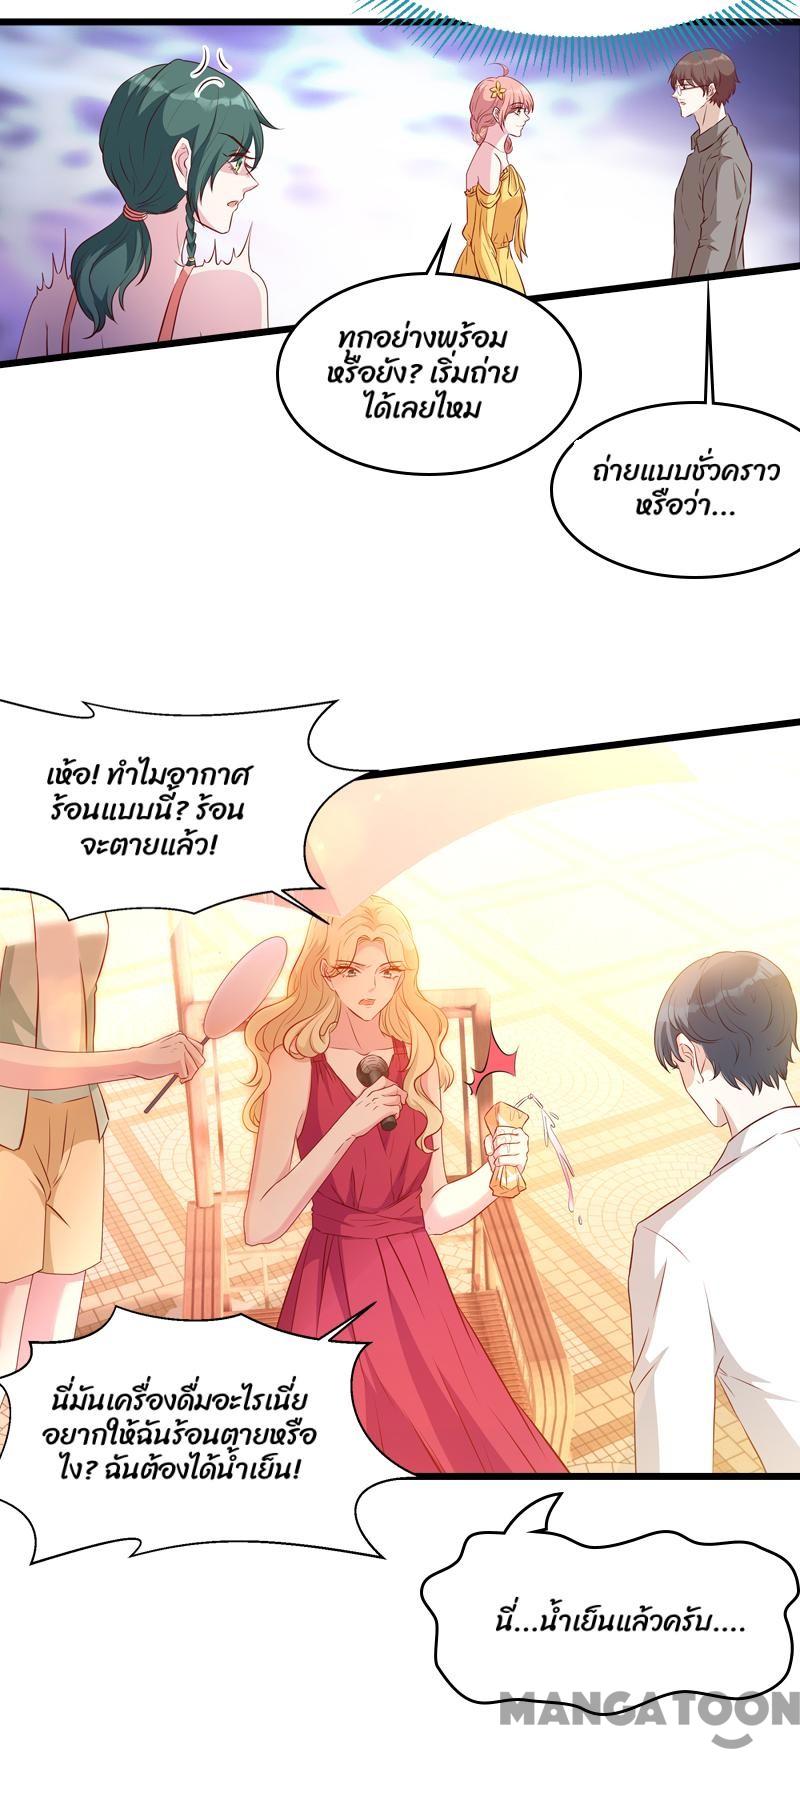 ทุกอย่างพร้อม
หรือยัง? เริ่มถ่าย
ได้เลยไหม
ถ่ายแบบชั่วคราว
หรือว่า...
เห้อ! ทำไมอากาศ
ร้อนแบบนี้? ร้อน
จะตายแล้ว!
นี่มันเครื่องดื่มอะไรเนี่ย
อยากให้ฉันร้อนตายหรือ
ไง? ฉันต้องได้น้ำเย็น!
นี่...น้ำเย็นแล้วครับ....
MANGATOON